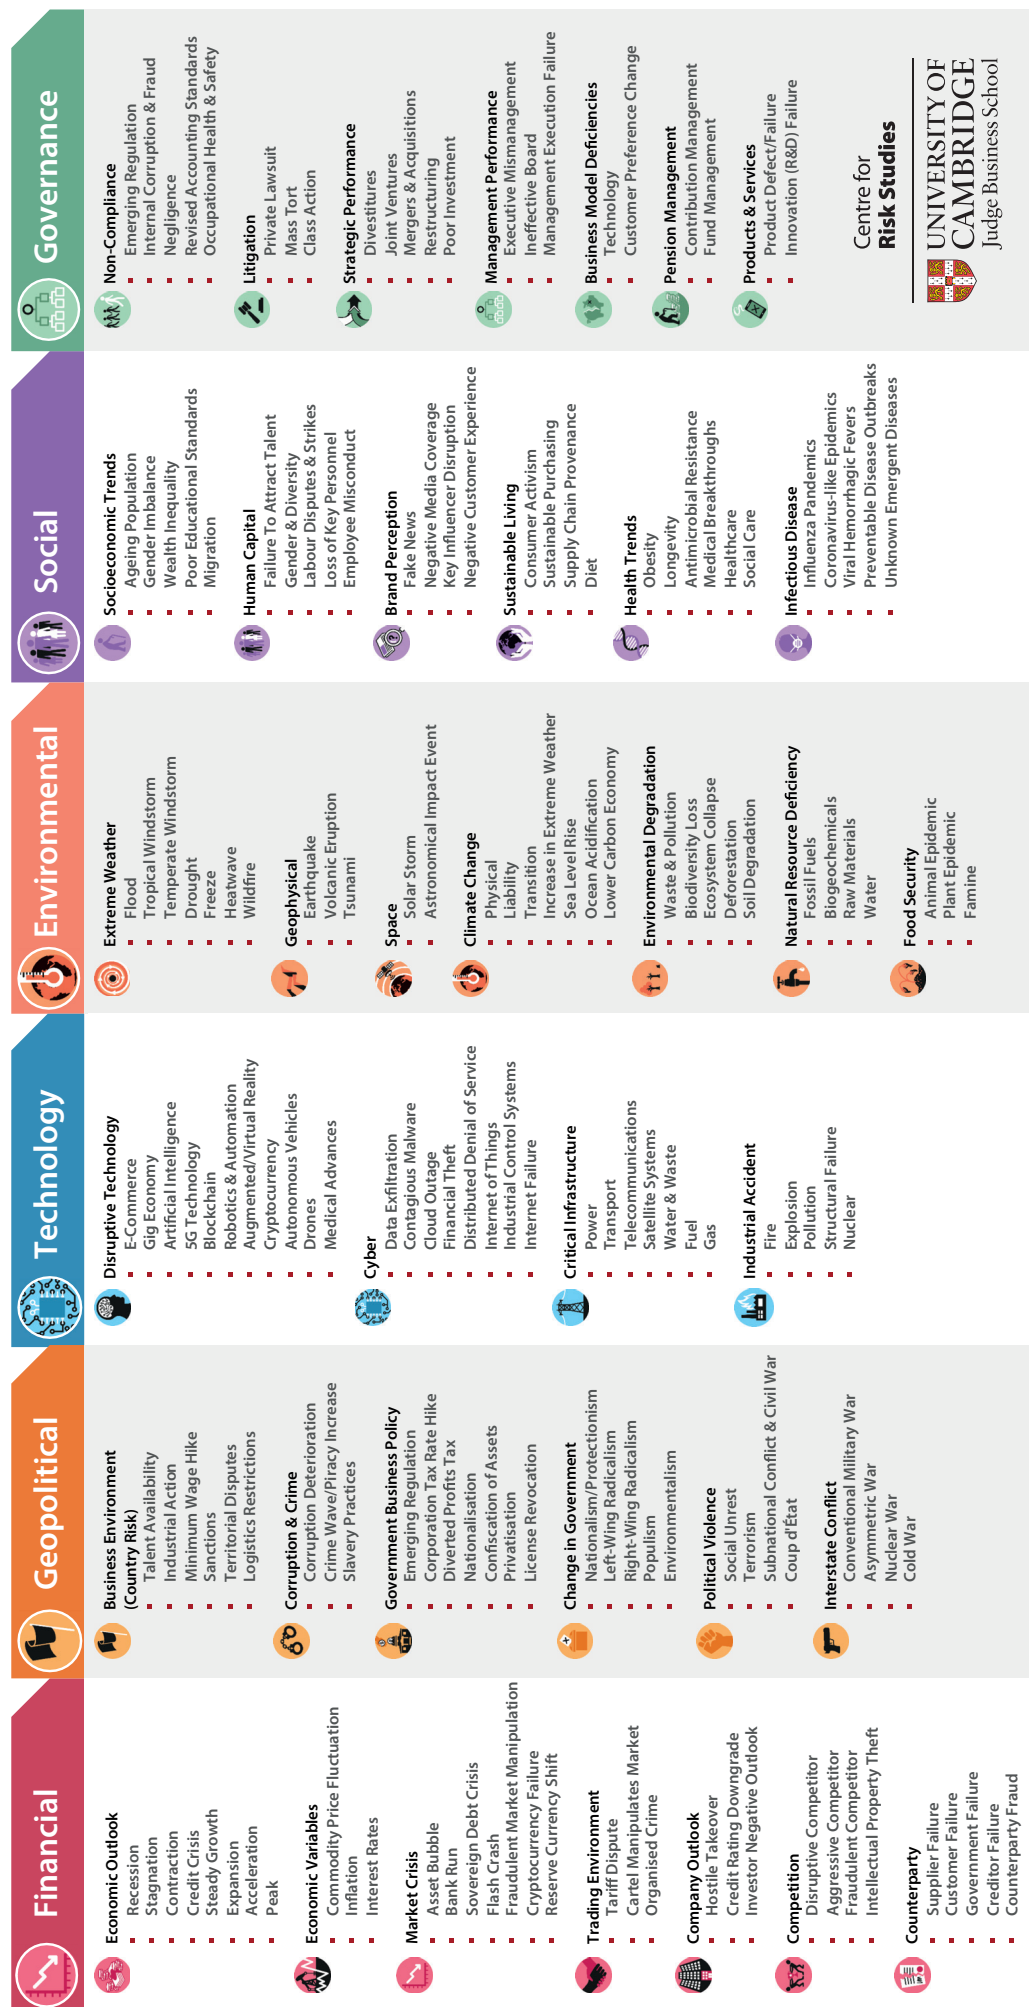 Financial
Economic Outlook
Recession
Stagnation
Contraction
Credit Crisis
Steady Growth
Expansion
Acceleration
Peak
Economic Variables
Commodity Price Fluctuation
Inflation
Interest Rates
Market Crisis
Asset Bubble
Bank Run
Sovereign Debt Crisis
Flash Crash
Fraudulent Market Manipulation
Cryptocurrency Failure
Reserve Currency Shift
Trading Environment
Tariff Dispute
Cartel Manipulates Market
Organised Crime
Company Outlook
Hostile Takeover
Credit Rating Downgrade
Investor Negative Outlook
Competition
Disruptive Competitor
Aggressive Competitor
Fraudulent Competitor
Intellectual Property Theft
Counterparty
Supplier Failure
Customer Failure
Government Failure
Creditor Failure
Counterparty Fraud
Geopolitical
Business Environment
(Country Risk)
Talent Availability
Industrial Action
Minimum Wage Hike
Sanctions
Territorial Disputes
Logistics Restrictions
Corruption & Crime
Corruption Deterioration
Crime Wave/Piracy Increase
Slavery Practices
Government Business Policy
Emerging Regulation
Corporation Tax Rate Hike
Diverted Profits Tax
Nationalisation
Confiscation of Assets
Privatisation
License Revocation
Change in Government
Nationalism/Protectionism
Left-Wing Radicalism
Right-Wing Radicalism
Populism
Environmentalism
Political Violence
Social Unrest
Terrorism
Subnational Conflict & Civil War
Coup d'État
Interstate Conflict
Conventional Military War
Asymmetric War
Nuclear War
Cold War
Technology
Disruptive Technology
E-Commerce
Gig Economy
Artificial Intelligence
5G Technology
Blockchain
Robotics & Automation
Augmented/Virtual Reality
Cryptocurrency
Autonomous Vehicles
Drones
Medical Advances
Cyber
Data Exfiltration
Contagious Malware
Cloud Outage
Financial Theft
Distributed Denial of Service
Internet of Things
Industrial Control Systems
Internet Failure
Critical Infrastructure
Power
Transport
Telecommunications
Satellite Systems
Water & Waste
Fuel
Gas
Industrial Accident
Fire
Explosion
Pollution
Structural Failure
Nuclear
Environmental
Extreme Weather
Flood
Tropical Windstorm
Temperate Windstorm
Drought
Freeze
Heatwave
Wildfire
Geophysical
Earthquake
Volcanic Eruption
Tsunami
Space
Solar Storm
Astronomical Impact Event
Climate Change
Physical
Liability
Transition
Increase in Extreme Weather
Sea Level Rise
Ocean Acidification
Lower Carbon Economy
Environmental Degradation
Waste & Pollution
Biodiversity Loss
Ecosystem Collapse
Deforestation
Soil Degradation
Natural Resource Deficiency
Fossil Fuels
Biogeochemicals
Raw Materials
Water
Food Security
Animal Epidemic
Plant Epidemic
Famine
Social
Socioeconomic Trends
Ageing Population
Gender Imbalance
Wealth Inequality
Poor Educational Standards
Migration
Human Capital
Failure To Attract Talent
Gender & Diversity
Labour Disputes & Strikes
Loss of Key Personnel
Employee Misconduct
Brand Perception
Fake News
Negative Media Coverage
Key Influencer Disruption
Negative Customer Experience
Sustainable Living
Consumer Activism
Sustainable Purchasing
Supply Chain Provenance
Diet
Health Trends
Obesity
Longevity
Antimicrobial Resistance
Medical Breakthroughs
Healthcare
Social Care
Infectious Disease
Influenza Pandemics
Coronavirus-like Epidemics
Viral Hemorrhagic Fevers
Preventable Disease Outbreaks
Unknown Emergent Diseases
Governance
Non-Compliance
Emerging Regulation
Internal Corruption & Fraud
Negligence
Revised Accounting Standards
Occupational Health & Safety
Litigation
Private Lawsuit
Mass Tort
Class Action
Strategic Performance
Divestitures
Joint Ventures
Mergers & Acquisitions
Restructuring
Poor Investment
Management Performance
Executive Mismanagement
Ineffective Board
Management Execution Failure
Business Model Deficiencies
Technology
Customer Preference Change
Pension Management
Contribution Management
Fund Management
Products & Services
Product Defect/Failure
Innovation (R&D) Failure
Centre for
Risk Studies
UNIVERSITY OF
CAMBRIDGE
Judge Business School